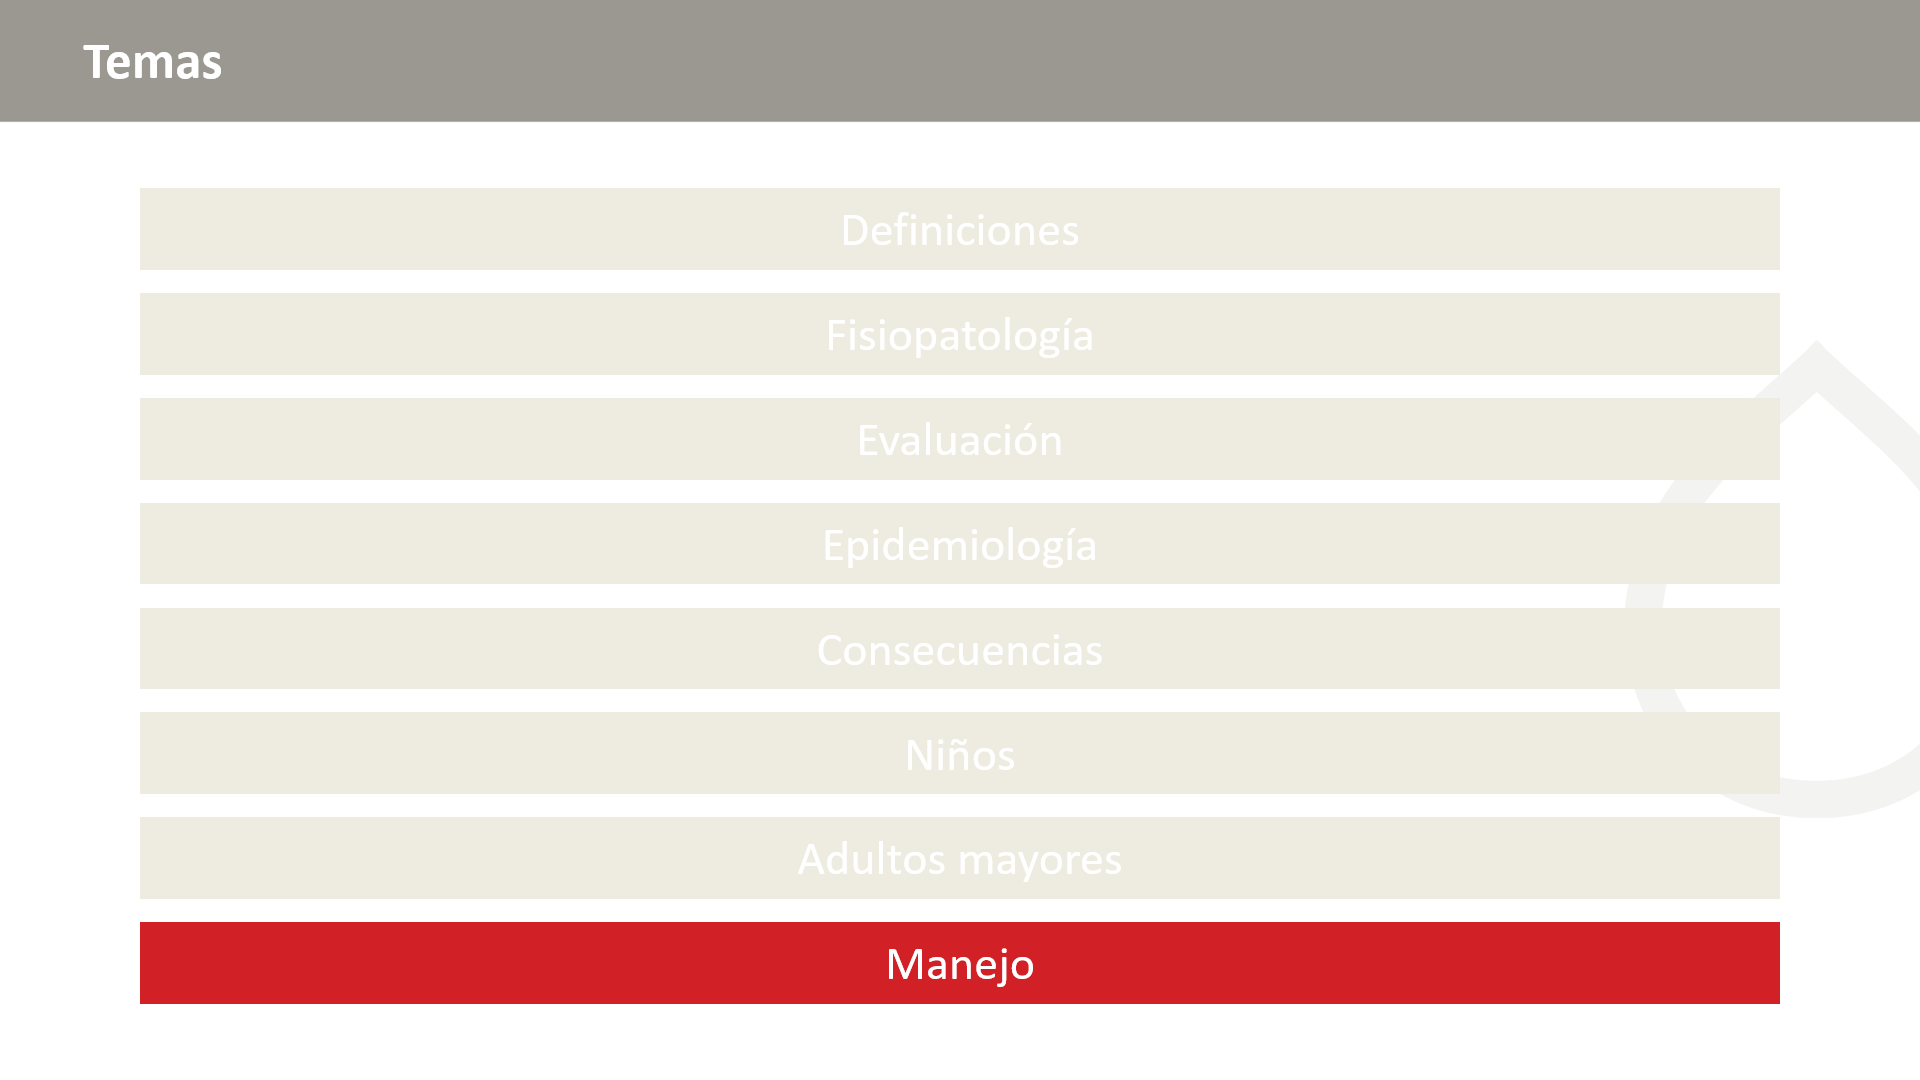 Temas
Definiciones
Fisiopatología
Evaluación
Epidemiología
Consecuencias
Niños
Adultos mayores
Manejo